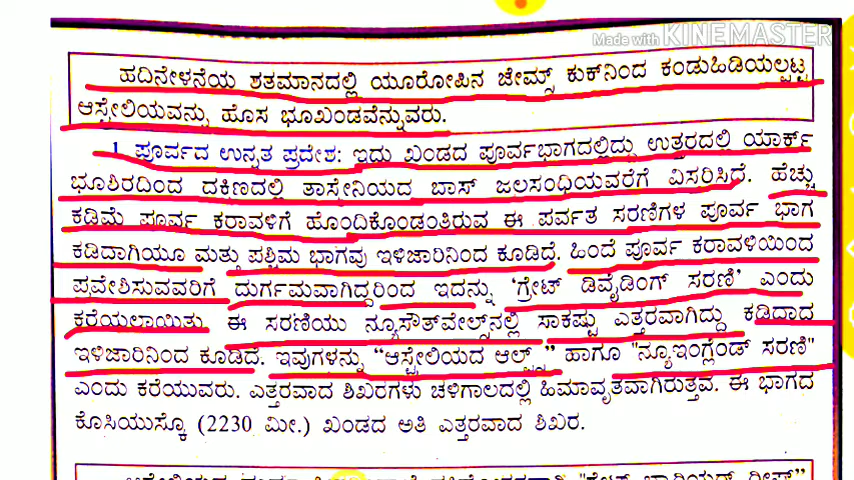 Made with KINEMASTER
ಹದಿನೇಳನೆಯ ಶತಮಾನದಲ್ಲಿ ಯೂರೋಪಿನ ಜೇಮ್ಸ್ ಕುಕ್‌ನಿಂದ ಕಂಡುಹಿಡಿಯಲ್ಪಟ್ಟ
ಆಸ್ಟ್ರೇಲಿಯವನ್ನು ಹೊಸ ಭೂಖಂಡವೆನ್ನುವರು.
1. ಪೂರ್ವದ ಉನ್ನತ ಪ್ರದೇಶ: ಇದು ಖಂಡದ ಪೂರ್ವಭಾಗದಲ್ಲಿದ್ದು ಉತ್ತರದಲ್ಲಿ ಯಾರ್ಕ್
ಭೂಶಿರದಿಂದ ದಕ್ಷಿಣದಲ್ಲಿ ತಾಸ್ಮೇನಿಯದ ಬಾಸ್ ಜಲಸಂಧಿಯವರೆಗೆ ವಿಸರಿಸಿದೆ. ಹೆಚ್ಚು
ಕಡಿಮೆ ಪೂರ್ವ ಕರಾವಳಿಗೆ ಹೊಂದಿಕೊಂಡಂತಿರುವ ಈ ಪರ್ವತ ಸರಣಿಗಳ ಪೂರ್ವ ಭಾಗ
ಕಡಿದಾಗಿಯೂ ಮತ್ತು ಪಶ್ಚಿಮ ಭಾಗವು ಇಳಿಜಾರಿನಿಂದ ಕೂಡಿದೆ. ಹಿಂದೆ ಪೂರ್ವ ಕರಾವಳಿಯಿಂದ
ಪ್ರವೇಶಿಸುವವರಿಗೆ ದುರ್ಗಮವಾಗಿದ್ದರಿಂದ ಇದನ್ನು ‘ಗ್ರೇಟ್ ಡಿವೈಡಿಂಗ್ ಸರಣಿ’ ಎಂದು
ಕರೆಯಲಾಯಿತು ಈ ಸರಣಿಯು ನ್ಯೂಸೌತ್‌ವೇಲ್ಸ್‌ನಲ್ಲಿ ಸಾಕಷ್ಟು ಎತ್ತರವಾಗಿದ್ದು ಕಡಿದಾದ
ಇಳಿಜಾರಿನಿಂದ ಕೂಡಿದೆ. ಇವುಗಳನ್ನು “ಆಸ್ಟ್ರೇಲಿಯದ ಆಲ್ಪ್ಸ್” ಹಾಗೂ "ನ್ಯೂಇಂಗ್ಲೆಂಡ್ ಸರಣಿ"
ಎಂದು ಕರೆಯುವರು. ಎತ್ತರವಾದ ಶಿಖರಗಳು ಚಳಿಗಾಲದಲ್ಲಿ ಹಿಮಾವೃತವಾಗಿರುತ್ತವೆ. ಈ ಭಾಗದ
ಕೊಸಿಯುಸ್ಕೊ (2230 ಮೀ.) ಖಂಡದ ಅತಿ ಎತ್ತರವಾದ ಶಿಖರ.